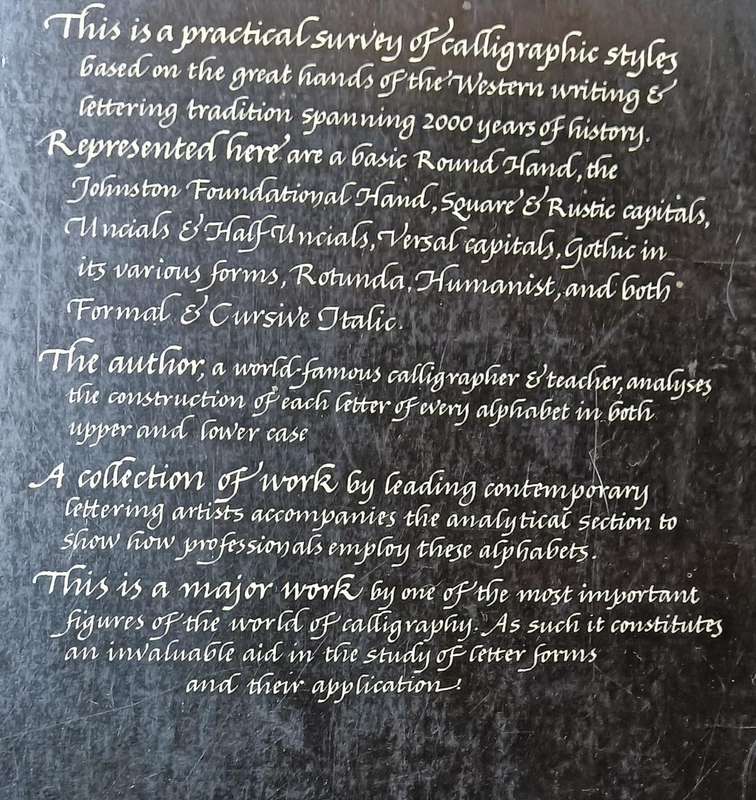 This is a practical survey of calligraphic styles
based on the great hands of the Western writing &
lettering tradition spanning 2000 years of history.
Represented here are a basic Round Hand, the
Johnston Foundational Hand, Square & Rustic capitals,
Uncials & Half-Uncials, Versal capitals, Gothic in
its various forms, Rotunda, Humanist, and both
Formal & Cursive Italic.
The author, a world-famous calligrapher & teacher, analyses
the construction of each letter of every alphabet in both
upper and lower case
A collection of work by leading contemporary
lettering artists accompanies the analytical section to
show how professionals employ these alphabets.
This is a major work by one of the most important
figures of the world of calligraphy. As such it constitutes
an invaluable aid in the study of letter forms
and their application.